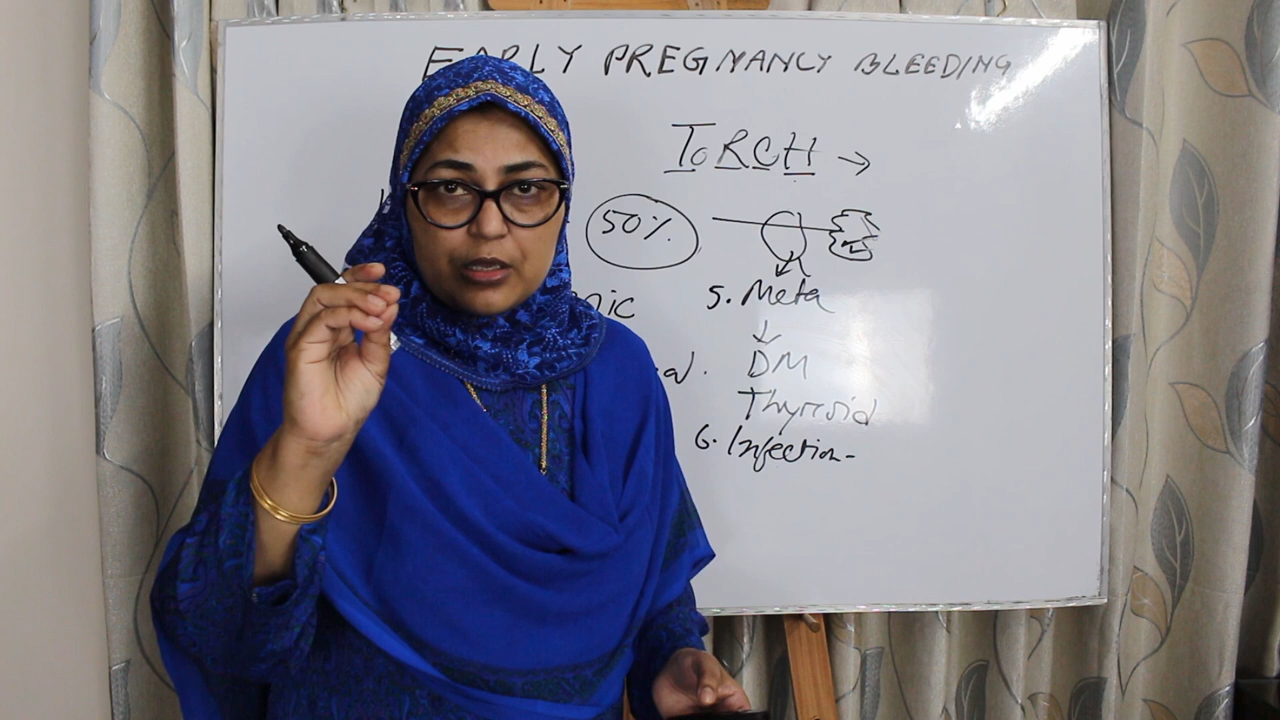 EARLY PREGNANCY BLEEDING
TORCH →
50%
5. Meta
DM
Thyroid
6. Infection-